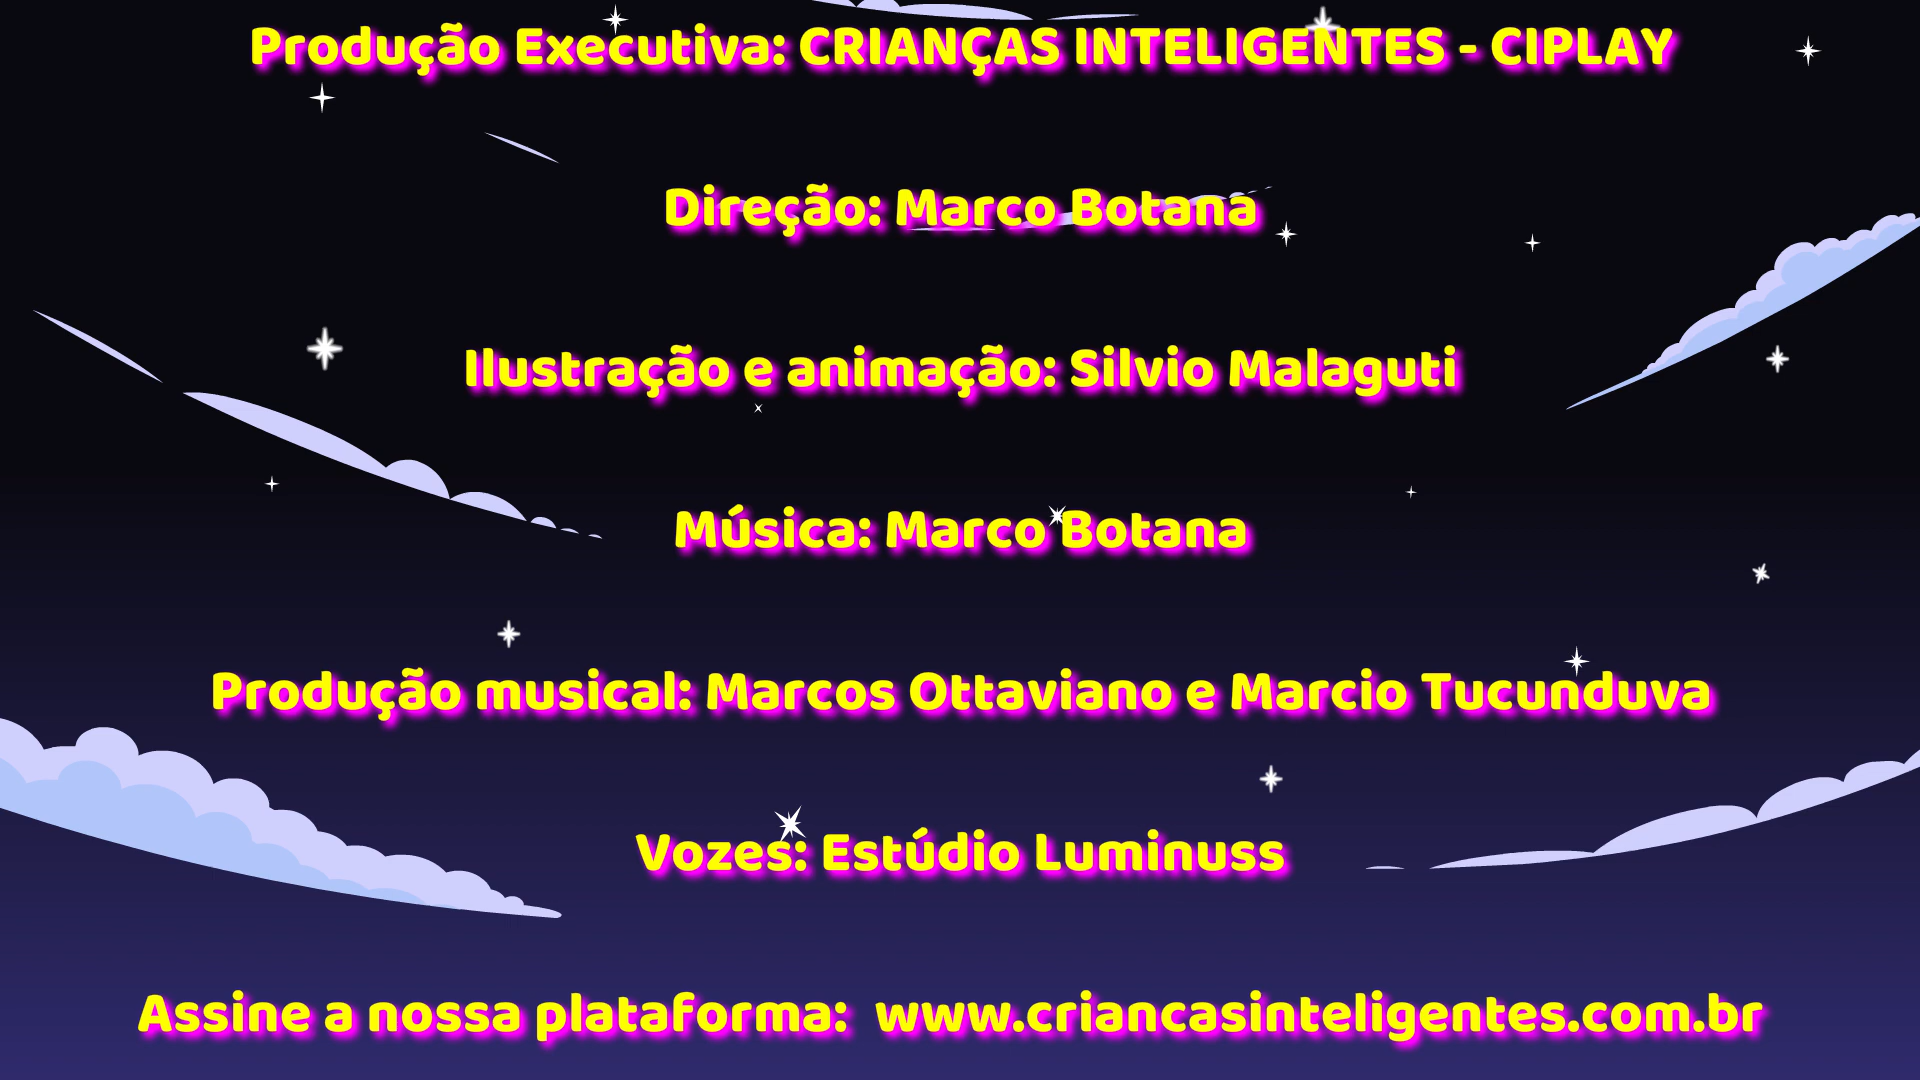 Produção Executiva: CRIANÇAS INTELIGENTES - CIPLAY
Direção: Marco Botana
Ilustração e animação: Silvio Malaguti
Música: Marco Botana
Produção musical: Marcos Ottaviano e Marcio Tucunduva
Vozes: Estúdio Luminuss
Assine a nossa plataforma: www.criancasinteligentes.com.br